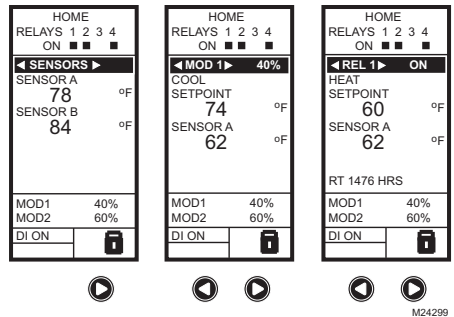 HOME
RELAYS 1 2 3 4
ON
SENSORS
SENSOR A
78 ºF
SENSOR B
84 ºF
MOD1 40%
MOD2 60%
DI ON
HOME
RELAYS 1 2 3 4
ON
MOD 1 40%
COOL
SETPOINT
74 ºF
SENSOR A
62 ºF
MOD1 40%
MOD2 60%
DI ON
HOME
RELAYS 1 2 3 4
ON
REL 1 ON
HEAT
SETPOINT
60 ºF
SENSOR A
62 ºF
RT 1476 HRS
MOD1 40%
MOD2 60%
DI ON
M24299